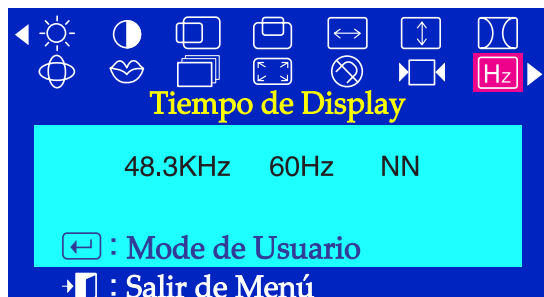 Hz
Tiempo de Display
48.3KHz 60Hz NN
: Mode de Usuario
: Salir de Menú